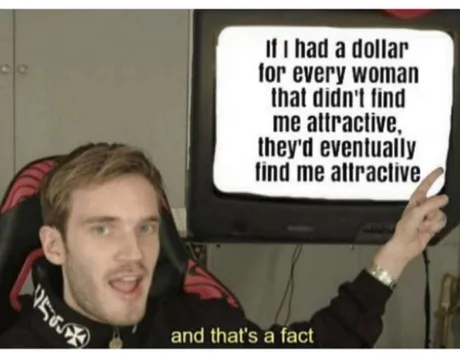 If I had a dollar
for every woman
that didn't find
me attractive,
they'd eventually
find me attractive
and that's a fact